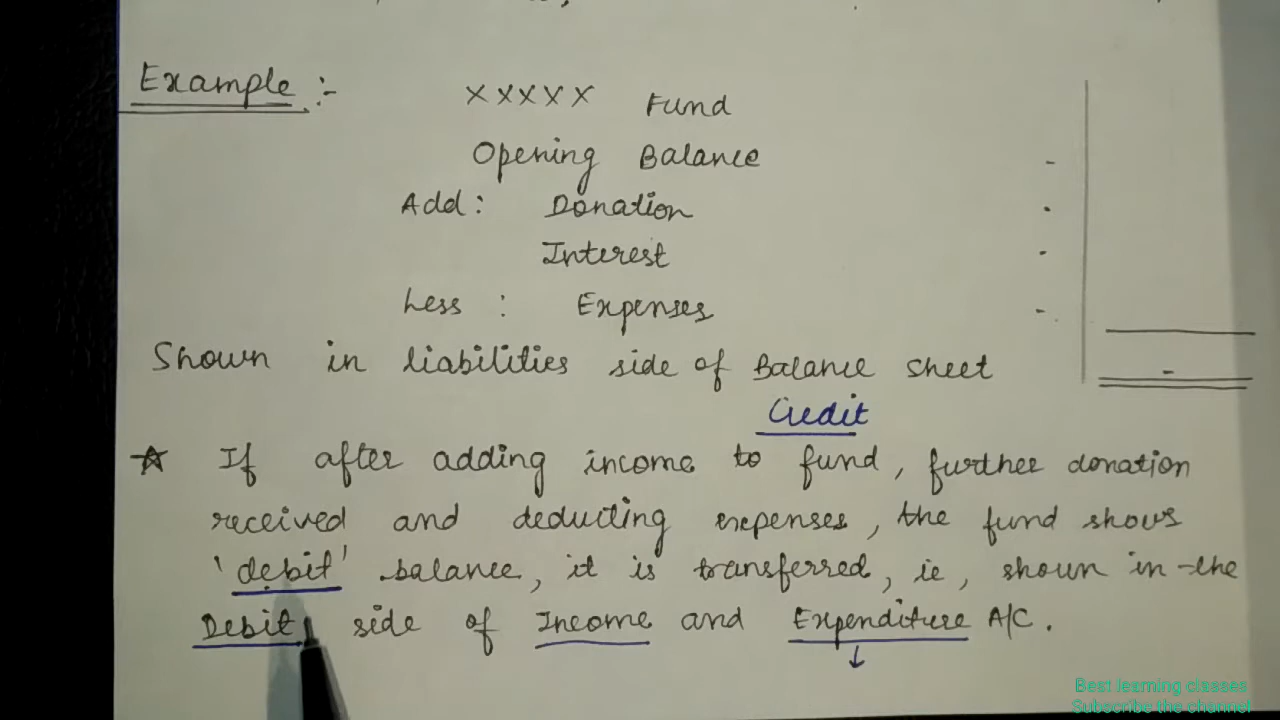 Example :-
××××× Fund
Opening Balance -
Add: Donation .
Interest -
Less : Expenses -
Shown in liabilities side of Balance sheet -
Credit
☆ If after adding income to fund, further donation
received and deducting expenses, the fund shows
'debit' balance, it is transferred, ie, shown in the
Debit side of Income and Expenditure A/C.
↓
Best learning classes
Subscribe the channel